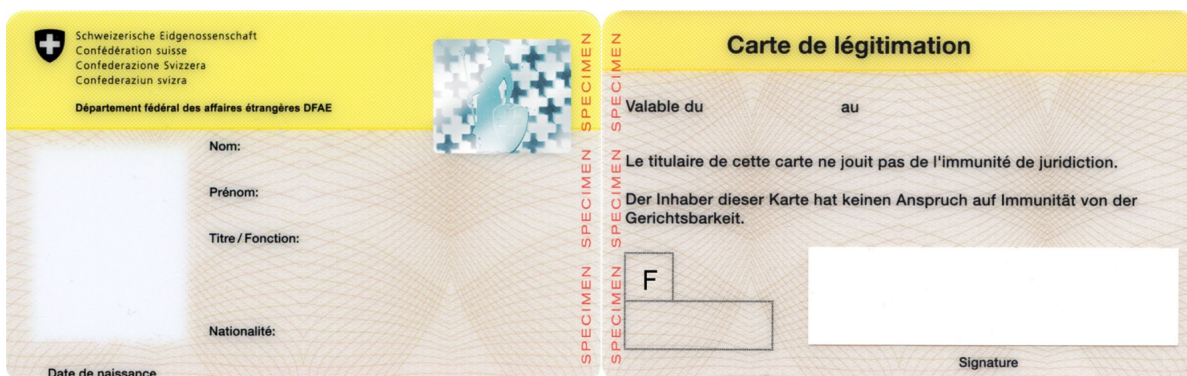 Schweizerische Eidgenossenschaft
Confédération suisse
Confederazione Svizzera
Confederaziun svizra
Département fédéral des affaires étrangères DFAE
Nom:
Prénom:
Titre / Fonction:
Nationalité:
Date de naissance
SPECIMEN
SPECIMEN
SPECIMEN
SPECIMEN
SPECIMEN
SPECIMEN
Carte de légitimation
Valable du au
Le titulaire de cette carte ne jouit pas de l'immunité de juridiction.
Der Inhaber dieser Karte hat keinen Anspruch auf Immunität von der
Gerichtsbarkeit.
F
Signature